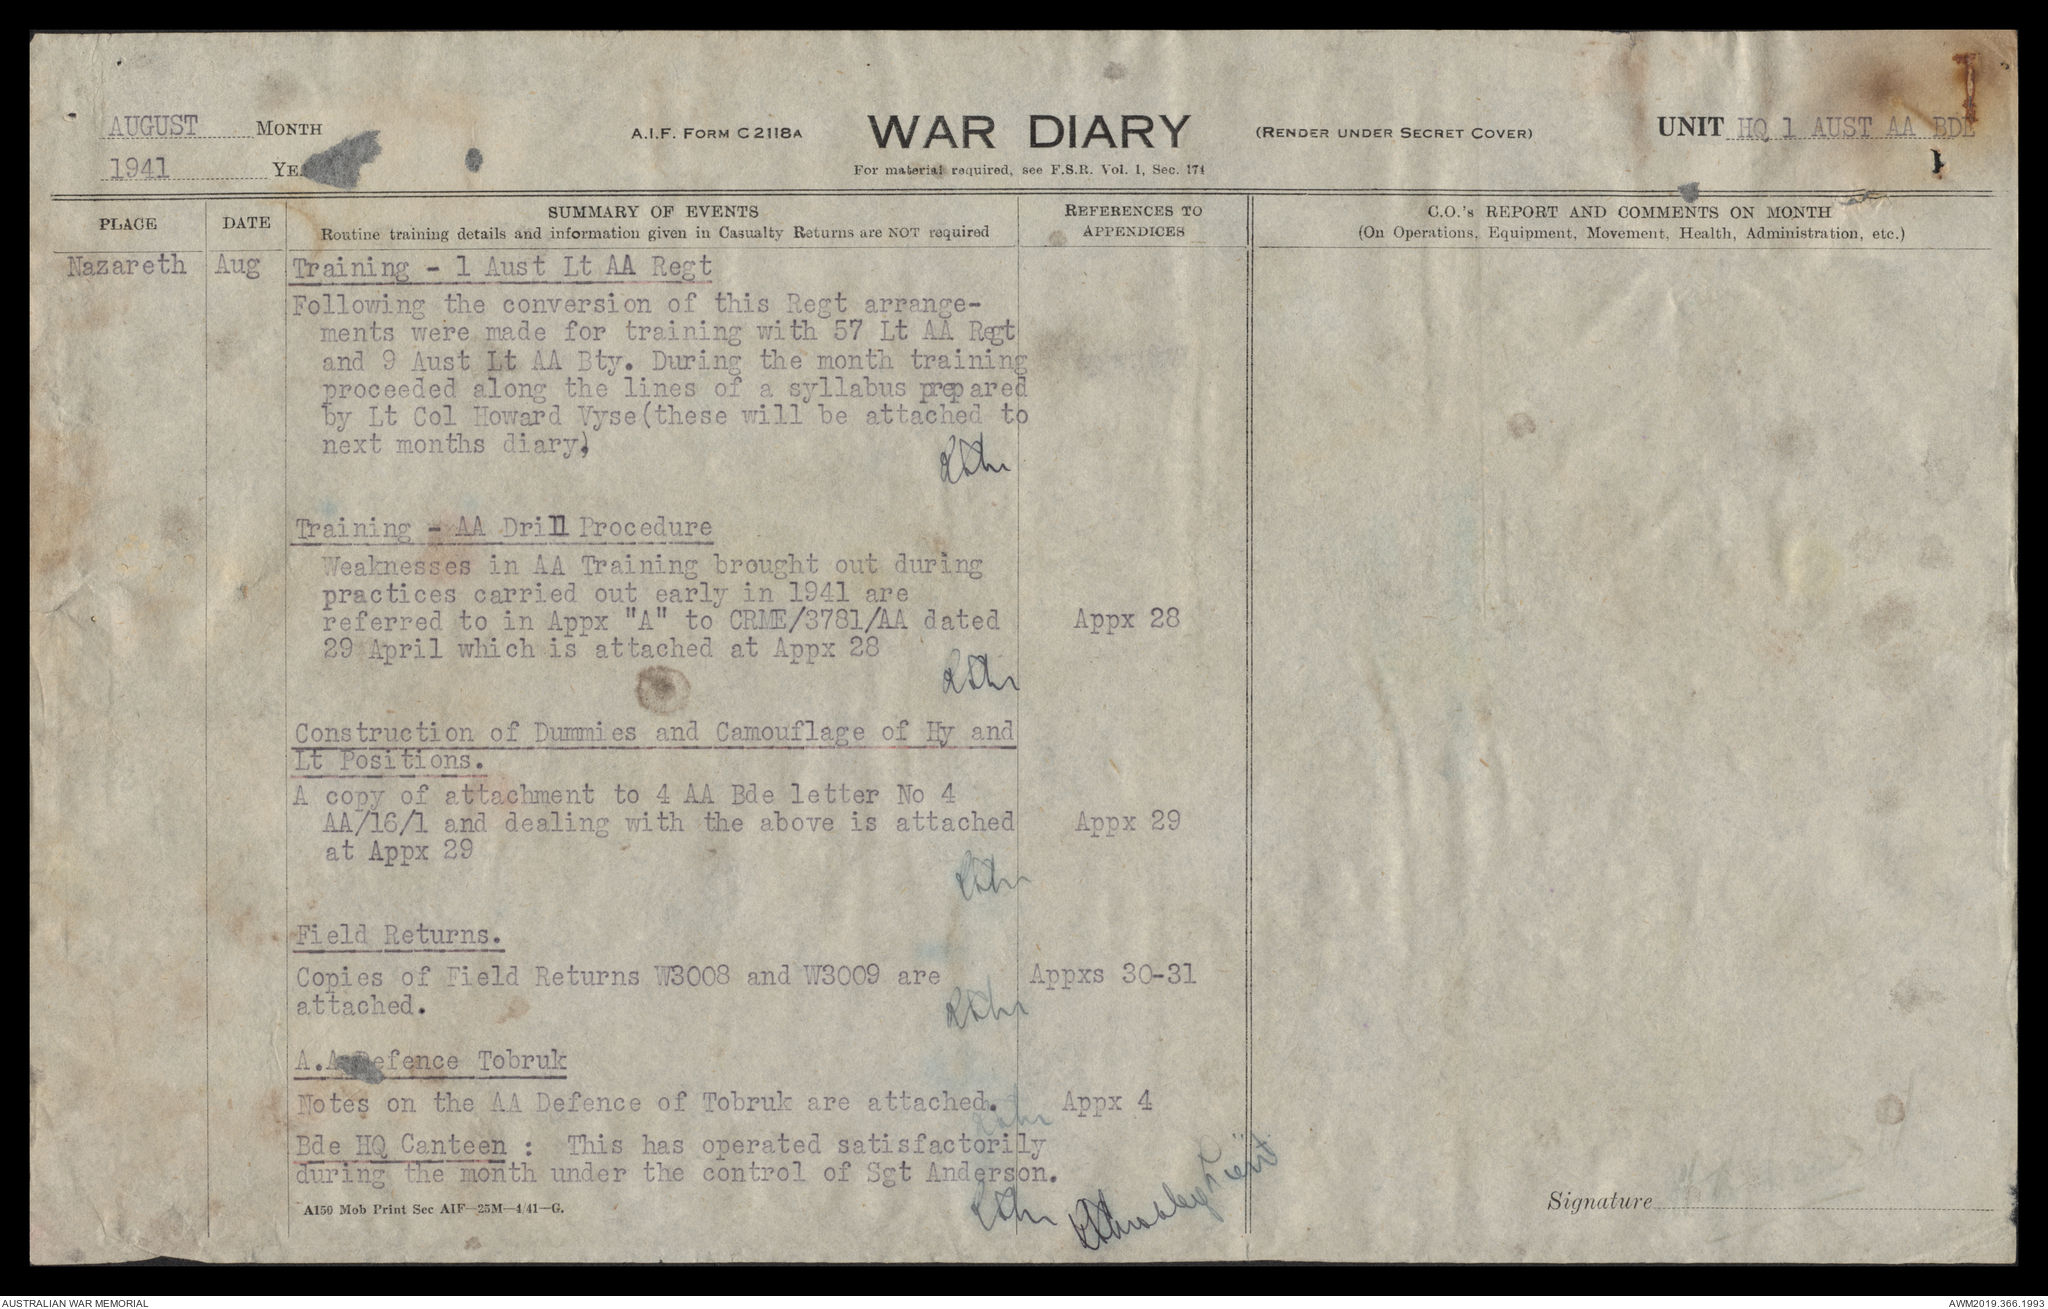 AUGUST MONTH
1941
A.I.F. FORM C2118A
WAR DIARY
(RENDER UNDER SECRET COVER)
For material required, see F.S.R. Vol. 1, Sec. 174
UNIT HQ 1 AUST AA BDE
1
PLACE
DATE
SUMMARY OF EVENTS
Routine training details and information given in Casualty Returns are NOT required
REFERENCES TO
APPENDICES
C.O.'s REPORT AND COMMENTS ON MONTH
(On Operations, Equipment, Movement, Health, Administration, etc.)
Nazareth Aug Training - 1 Aust Lt AA Regt
Following the conversion of this Regt arrange-
ments were made for training with 57 Lt AA Regt
and 9 Aust Lt AA Bty. During the month training
proceeded along the lines of a syllabus prepared
by Lt Col Howard Vyse(these will be attached to
next months diary)
Training - AA Drill Procedure
Weaknesses in AA Training brought out during
practices carried out early in 1941 are
referred to in Appx "A" to CRME/3781/AA dated Appx 28
29 April which is attached at Appx 28
Construction of Dummies and Camouflage of Hy and
Lt Positions.
A copy of attachment to 4 AA Bde letter No 4
AA/16/1 and dealing with the above is attached Appx 29
at Appx 29
Field Returns.
Copies of Field Returns W3008 and W3009 are Appxs 30-31
attached.
A.A Defence Tobruk
Notes on the AA Defence of Tobruk are attached. Appx 4
Bde HQ Canteen : This has operated satisfactorily
during the month under the control of Sgt Anderson.
A150 Mob Print Sec AIF—25M—4/41—G.
Signature
AUSTRALIAN WAR MEMORIAL
AWM2019.366.1993